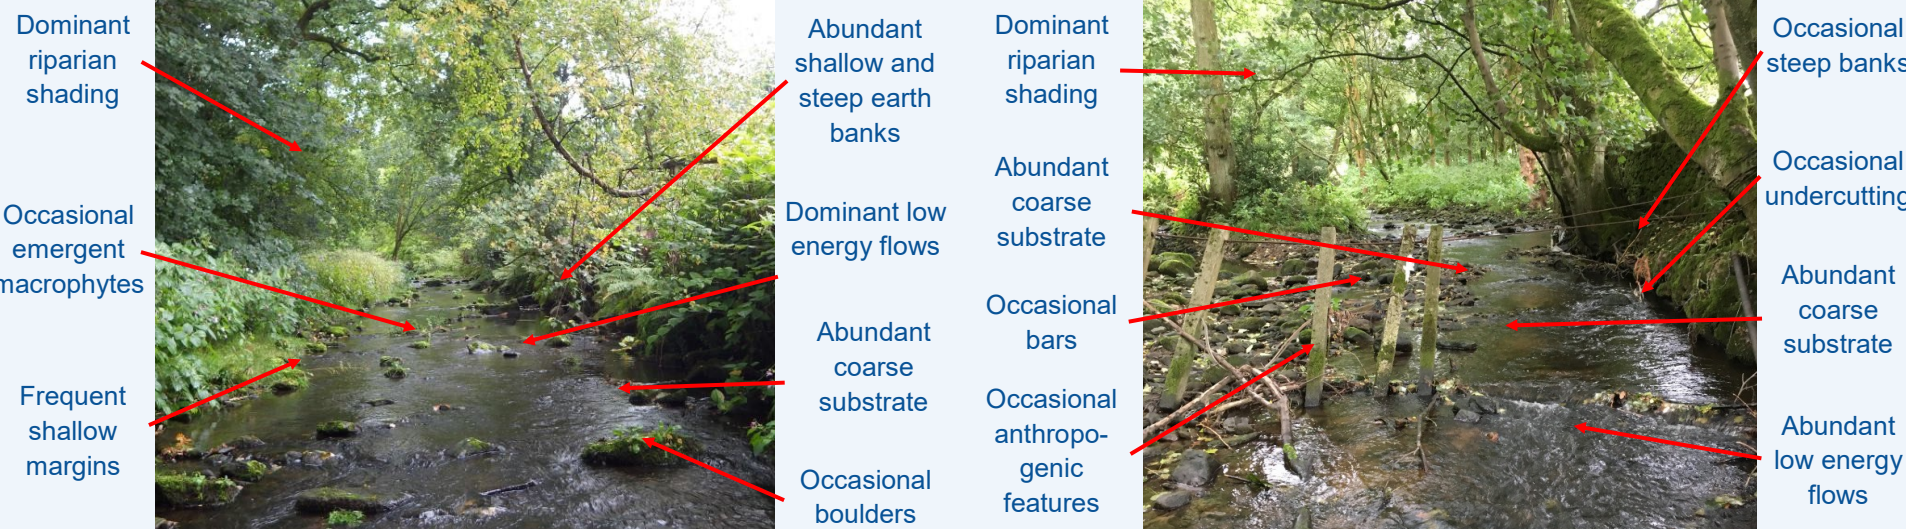 Dominant
riparian
shading
Occasional
emergent
macrophytes
Frequent
shallow
margins
Abundant
shallow and
steep earth
banks
Dominant low
energy flows
Abundant
coarse
substrate
Occasional
boulders
Dominant
riparian
shading
Abundant
coarse
substrate
Occasional
bars
Occasional
anthropo-
genic
features
Occasional
steep banks
Occasional
undercutting
Abundant
coarse
substrate
Abundant
low energy
flows